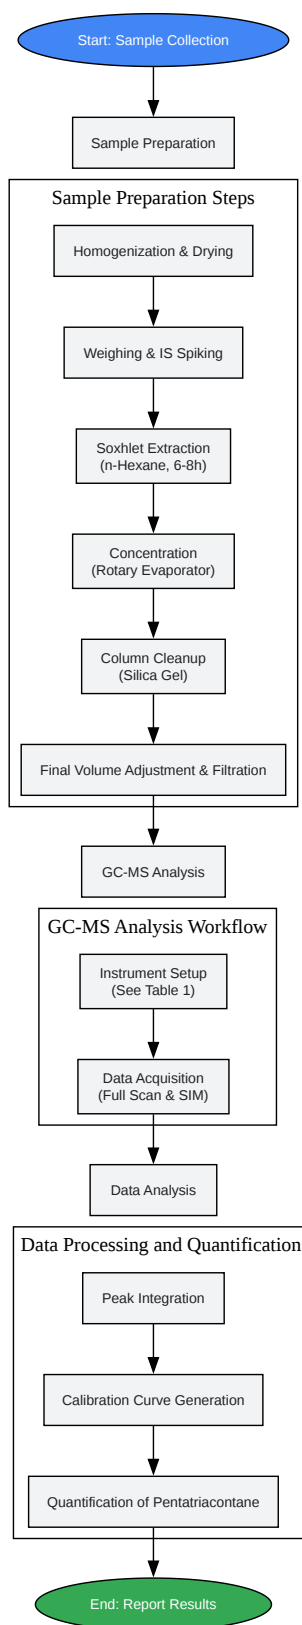 Start: Sample Collection
Sample Preparation
Sample Preparation Steps
Homogenization & Drying
Weighing & IS Spiking
Soxhlet Extraction
(n-Hexane, 6-8h)
Concentration
(Rotary Evaporator)
Column Cleanup
(Silica Gel)
Final Volume Adjustment & Filtration
GC-MS Analysis
GC-MS Analysis Workflow
Instrument Setup
(See Table 1)
Data Acquisition
(Full Scan & SIM)
Data Analysis
Data Processing and Quantification
Peak Integration
Calibration Curve Generation
Quantification of Pentatriacontane
End: Report Results